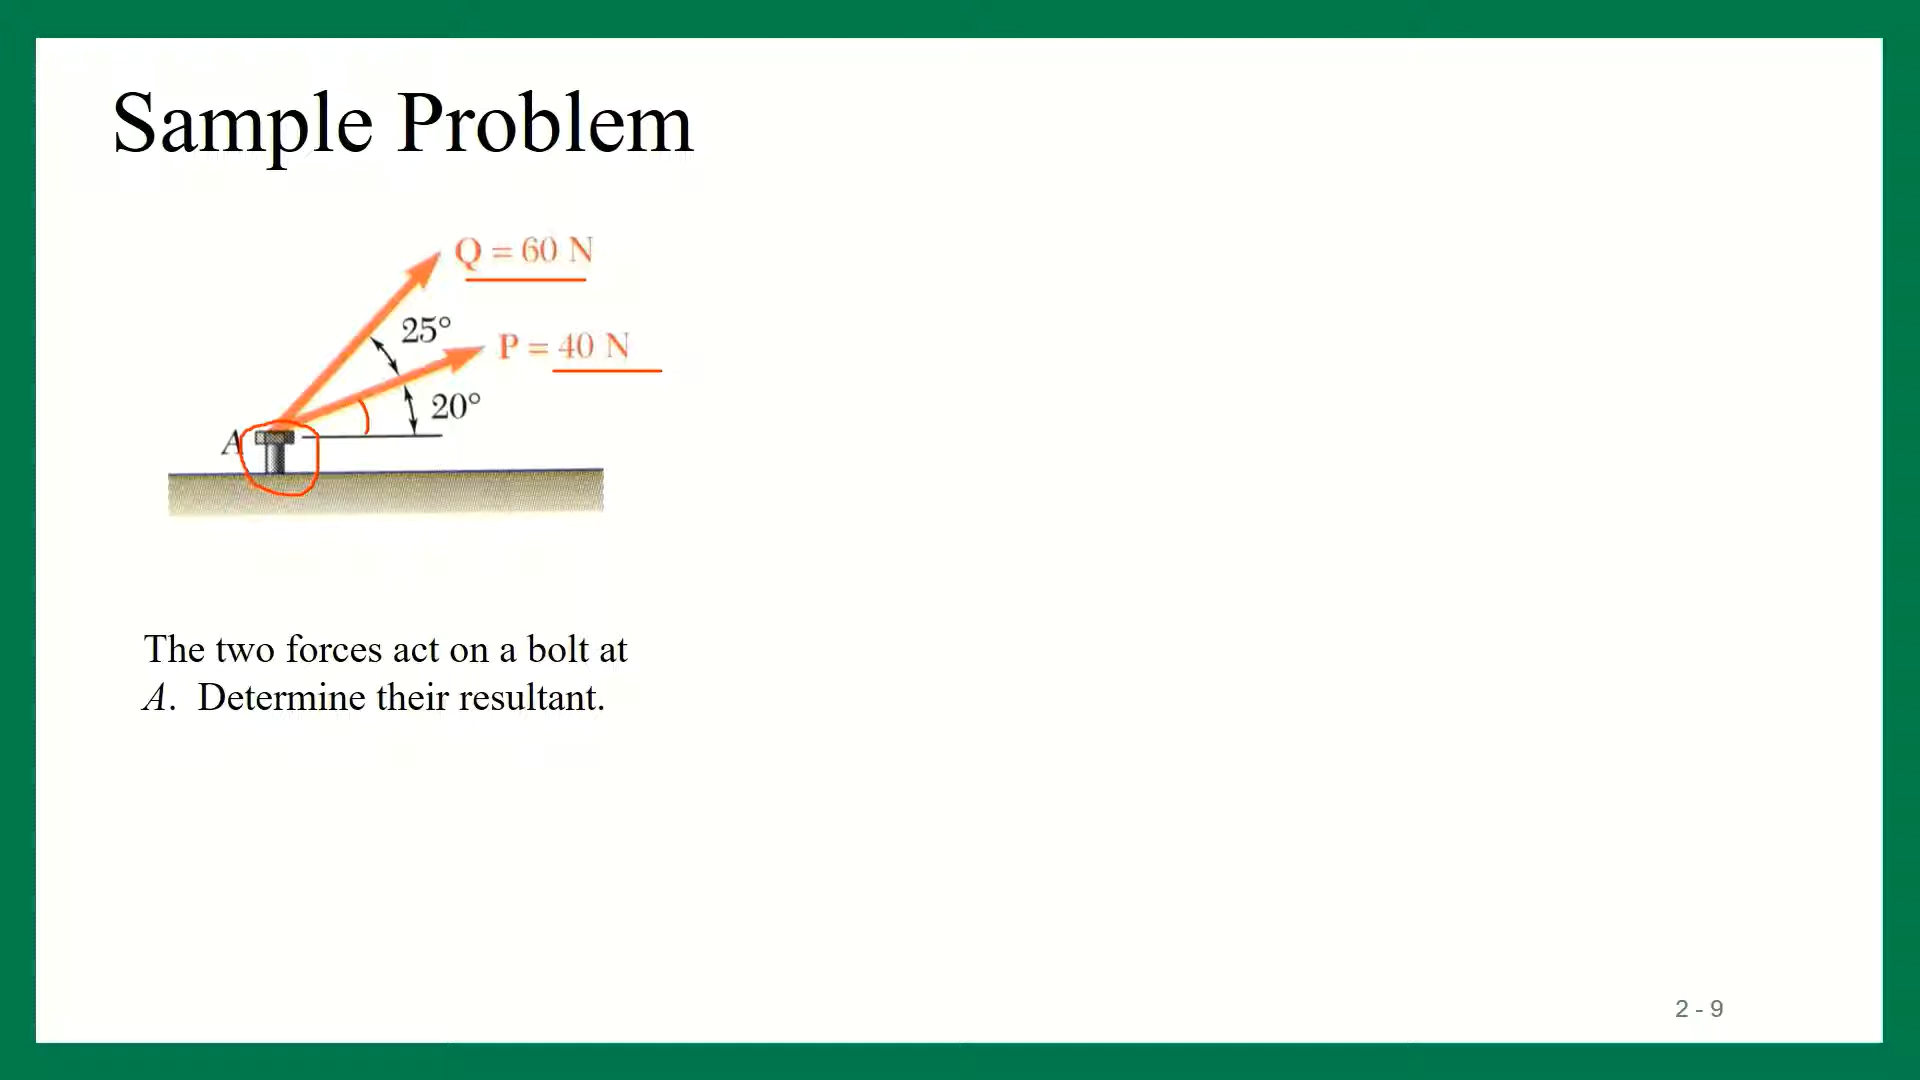 Sample Problem
Q = 60 N
25°
P = 40 N
20°
A
The two forces act on a bolt at
A. Determine their resultant.
2 - 9